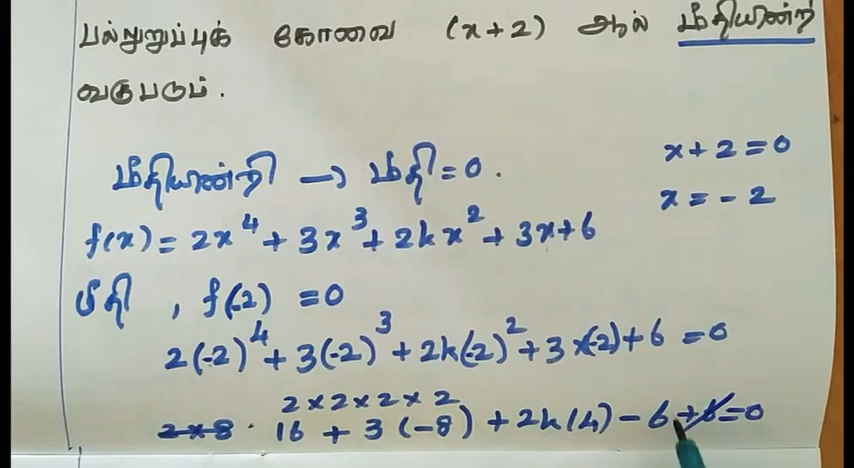 பல்லுறுப்புக் கோவை (x+2) ஆல் மீதியன்றி
வகுபடும்.
x + 2 = 0
மீதியின்றி → மீதி = 0.
x = - 2
f(x) = 2x⁴ + 3x³ + 2kx² + 3x + 6
மீதி , f(-2) = 0
2(-2)⁴ + 3(-2)³ + 2k(-2)² + 3×(-2) + 6 = 0
2×2×2×2
2×8 . 16 + 3(-8) + 2k(4) - 6 + 6 = 0